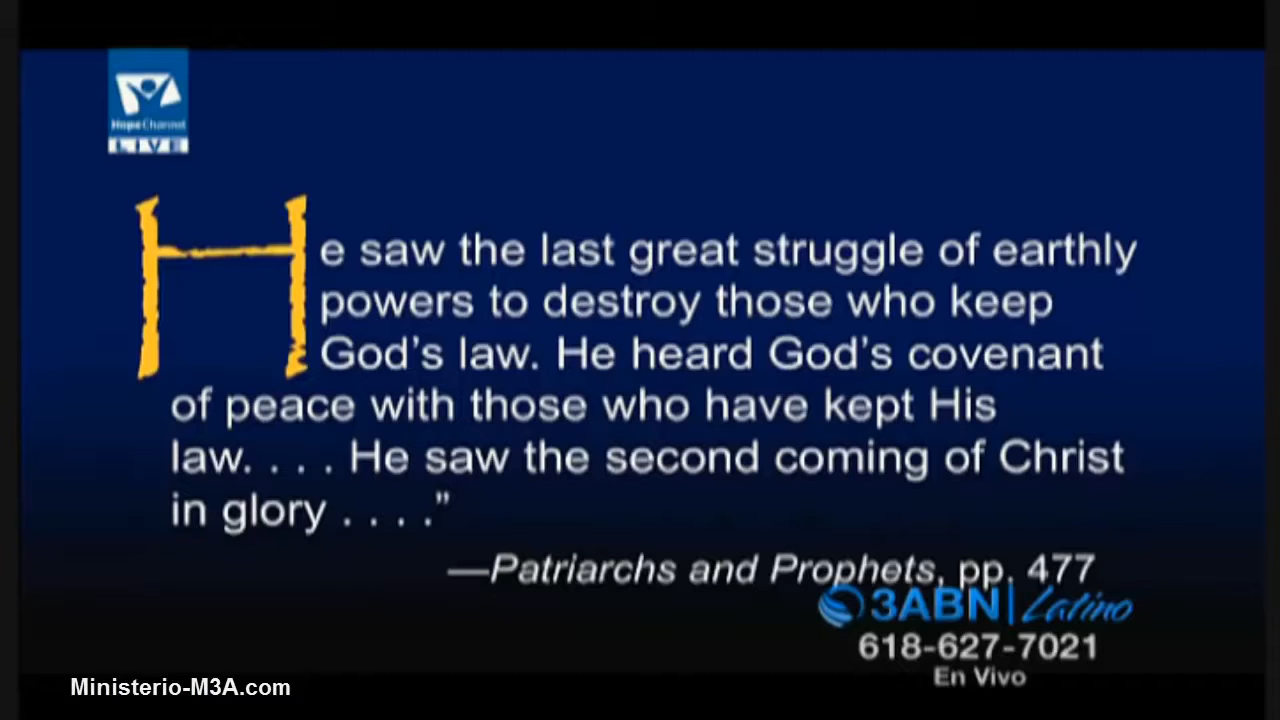 Hope Channel
LIVE
He saw the last great struggle of earthly
powers to destroy those who keep
God's law. He heard God's covenant
of peace with those who have kept His
law. . . . He saw the second coming of Christ
in glory . . . .”
—Patriarchs and Prophets, pp. 477
3ABN Latino
618-627-7021
En Vivo
Ministerio-M3A.com